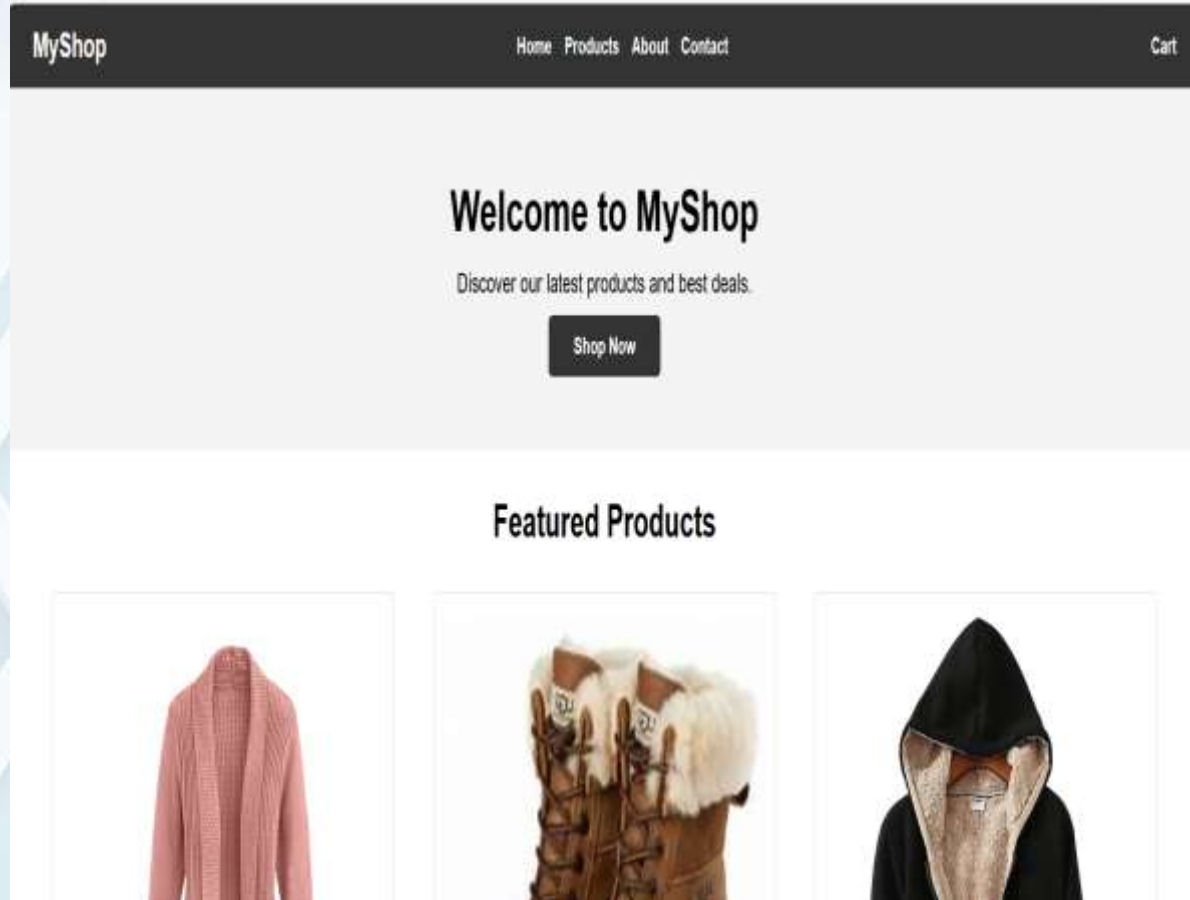 MyShop
Home Products About Contact
Cart
Welcome to MyShop
Discover our latest products and best deals.
Shop Now
Featured Products